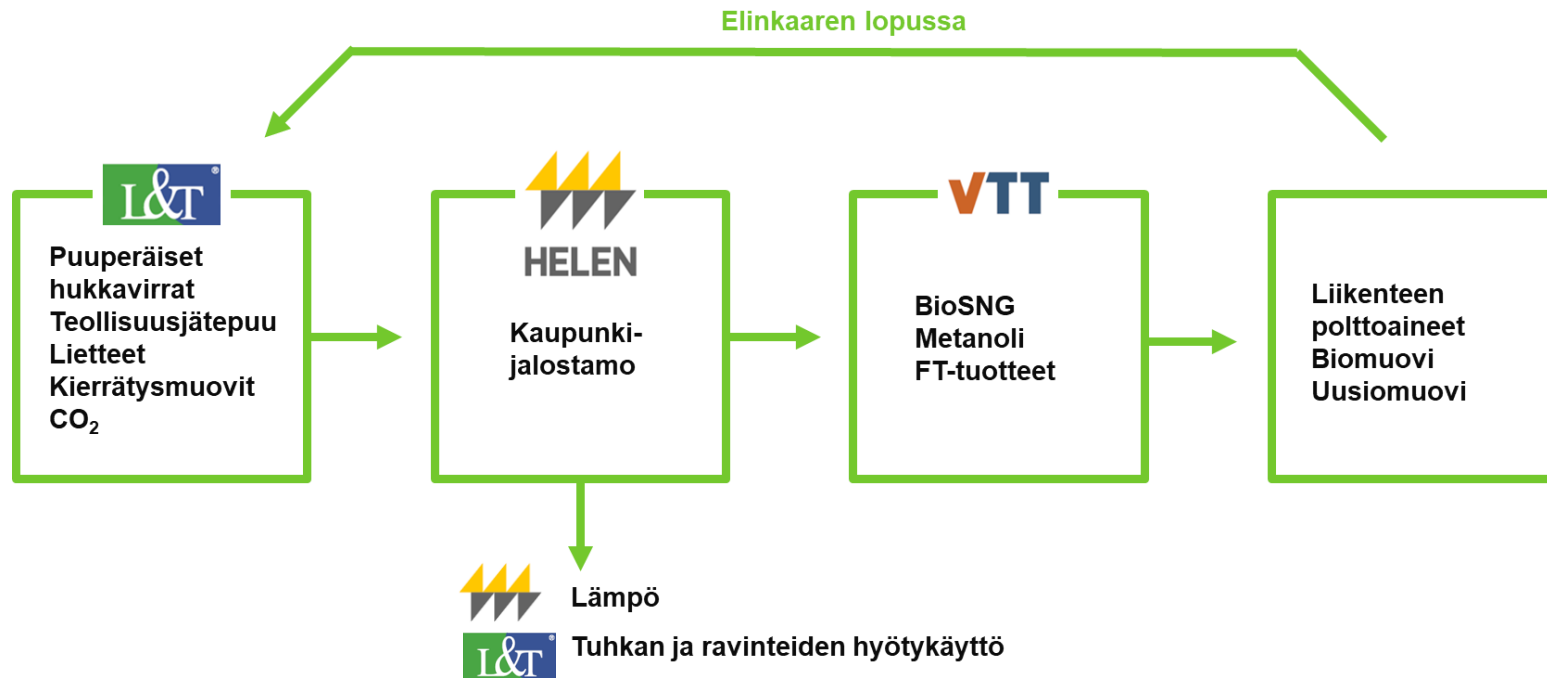 Elinkaaren lopussa
L&T®
Puuperäiset
hukkavirrat
Teollisuusjätepuu
Lietteet
Kierrätysmuovit
CO₂
HELEN
Kaupunki-
jalostamo
VTT
BioSNG
Metanoli
FT-tuotteet
Liikenteen
polttoaineet
Biomuovi
Uusiomuovi
Lämpö
L&T® Tuhkan ja ravinteiden hyötykäyttö